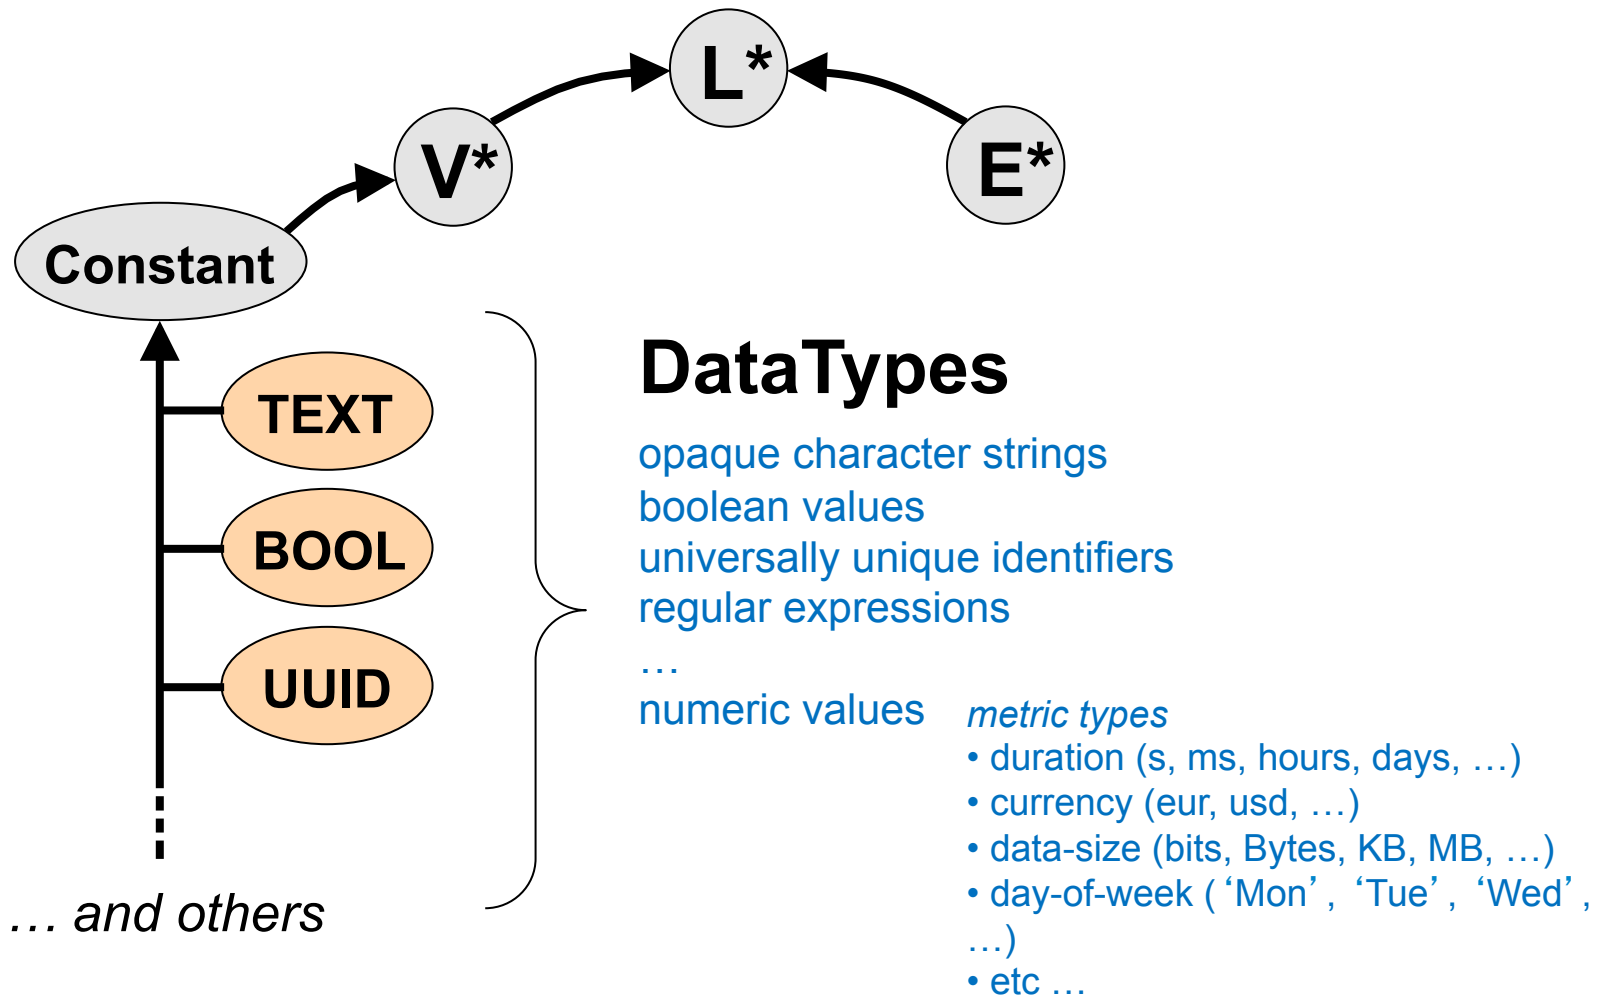 L*
V*
E*
Constant
TEXT
BOOL
UUID
… and others
DataTypes
opaque character strings
boolean values
universally unique identifiers
regular expressions
…
numeric values
metric types
• duration (s, ms, hours, days, …)
• currency (eur, usd, …)
• data-size (bits, Bytes, KB, MB, …)
• day-of-week (‘Mon’, ‘Tue’, ‘Wed’,
…)
• etc …